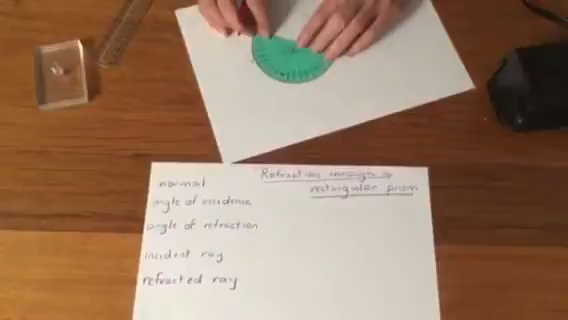 Refraction through a
rectangular prism
normal
angle of incidence
angle of refraction
incident ray
refracted ray